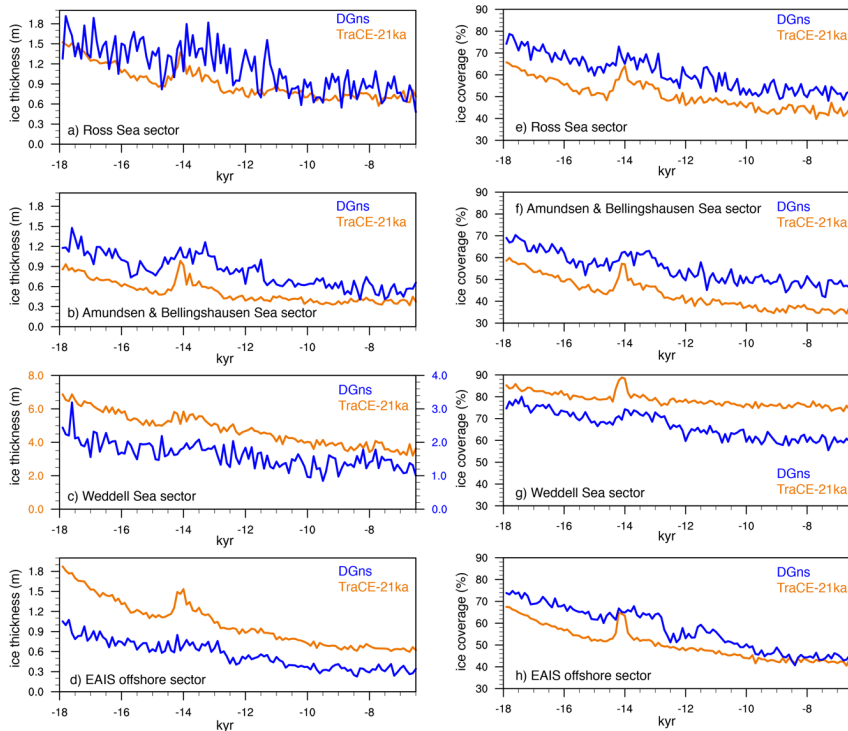 ice thickness (m)
1.8
1.5
1.2
0.9
0.6
0.3
0.0
DGns
TraCE-21ka
a) Ross Sea sector
-18 -16 -14 -12 -10 -8
kyr
ice coverage (%)
90
80
70
60
50
40
30
DGns
TraCE-21ka
e) Ross Sea sector
-18 -16 -14 -12 -10 -8
kyr
ice thickness (m)
1.8
1.5
1.2
0.9
0.6
0.3
0.0
DGns
TraCE-21ka
b) Amundsen & Bellingshausen Sea sector
-18 -16 -14 -12 -10 -8
kyr
ice coverage (%)
90
80
70
60
50
40
30
f) Amundsen & Bellingshausen Sea sector
DGns
TraCE-21ka
-18 -16 -14 -12 -10 -8
kyr
ice thickness (m)
8.0
6.0
4.0
2.0
0.0
DGns
TraCE-21ka
4.0
3.0
2.0
1.0
0.0
c) Weddell Sea sector
-18 -16 -14 -12 -10 -8
kyr
ice coverage (%)
90
80
70
60
50
40
30
g) Weddell Sea sector
DGns
TraCE-21ka
-18 -16 -14 -12 -10 -8
kyr
ice thickness (m)
1.8
1.5
1.2
0.9
0.6
0.3
0.0
DGns
TraCE-21ka
d) EAIS offshore sector
-18 -16 -14 -12 -10 -8
kyr
ice coverage (%)
90
80
70
60
50
40
30
DGns
TraCE-21ka
h) EAIS offshore sector
-18 -16 -14 -12 -10 -8
kyr